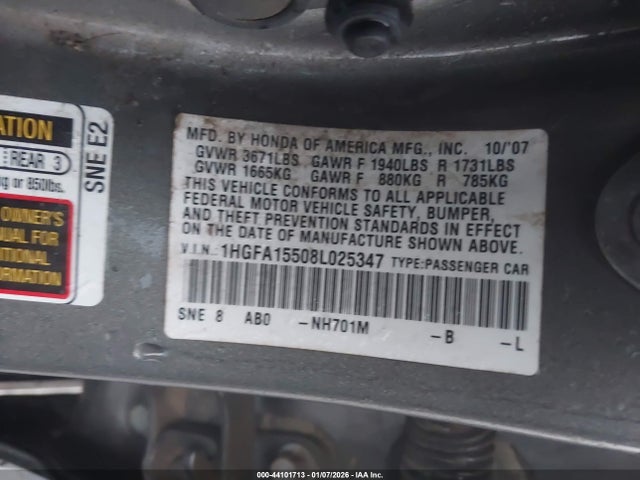 ATION
REAR 3
g or 850lbs.
OWNER'S
NUAL FOR
DITIONAL
RMATION
SNE E2
MFD. BY HONDA OF AMERICA MFG., INC. 10/'07
GVWR 3671LBS GAWR F 1940LBS R 1731LBS
GVWR 1665KG GAWR F 880KG R 785KG
THIS VEHICLE CONFORMS TO ALL APPLICABLE
FEDERAL MOTOR VEHICLE SAFETY, BUMPER,
AND THEFT PREVENTION STANDARDS IN EFFECT
ON THE DATE OF MANUFACTURE SHOWN ABOVE.
V.I.N.: 1HGFA15508L025347 TYPE:PASSENGER CAR
SNE 8 AB0 -NH701M -B -L
000-44101713 - 01/07/2026 - IAA Inc.